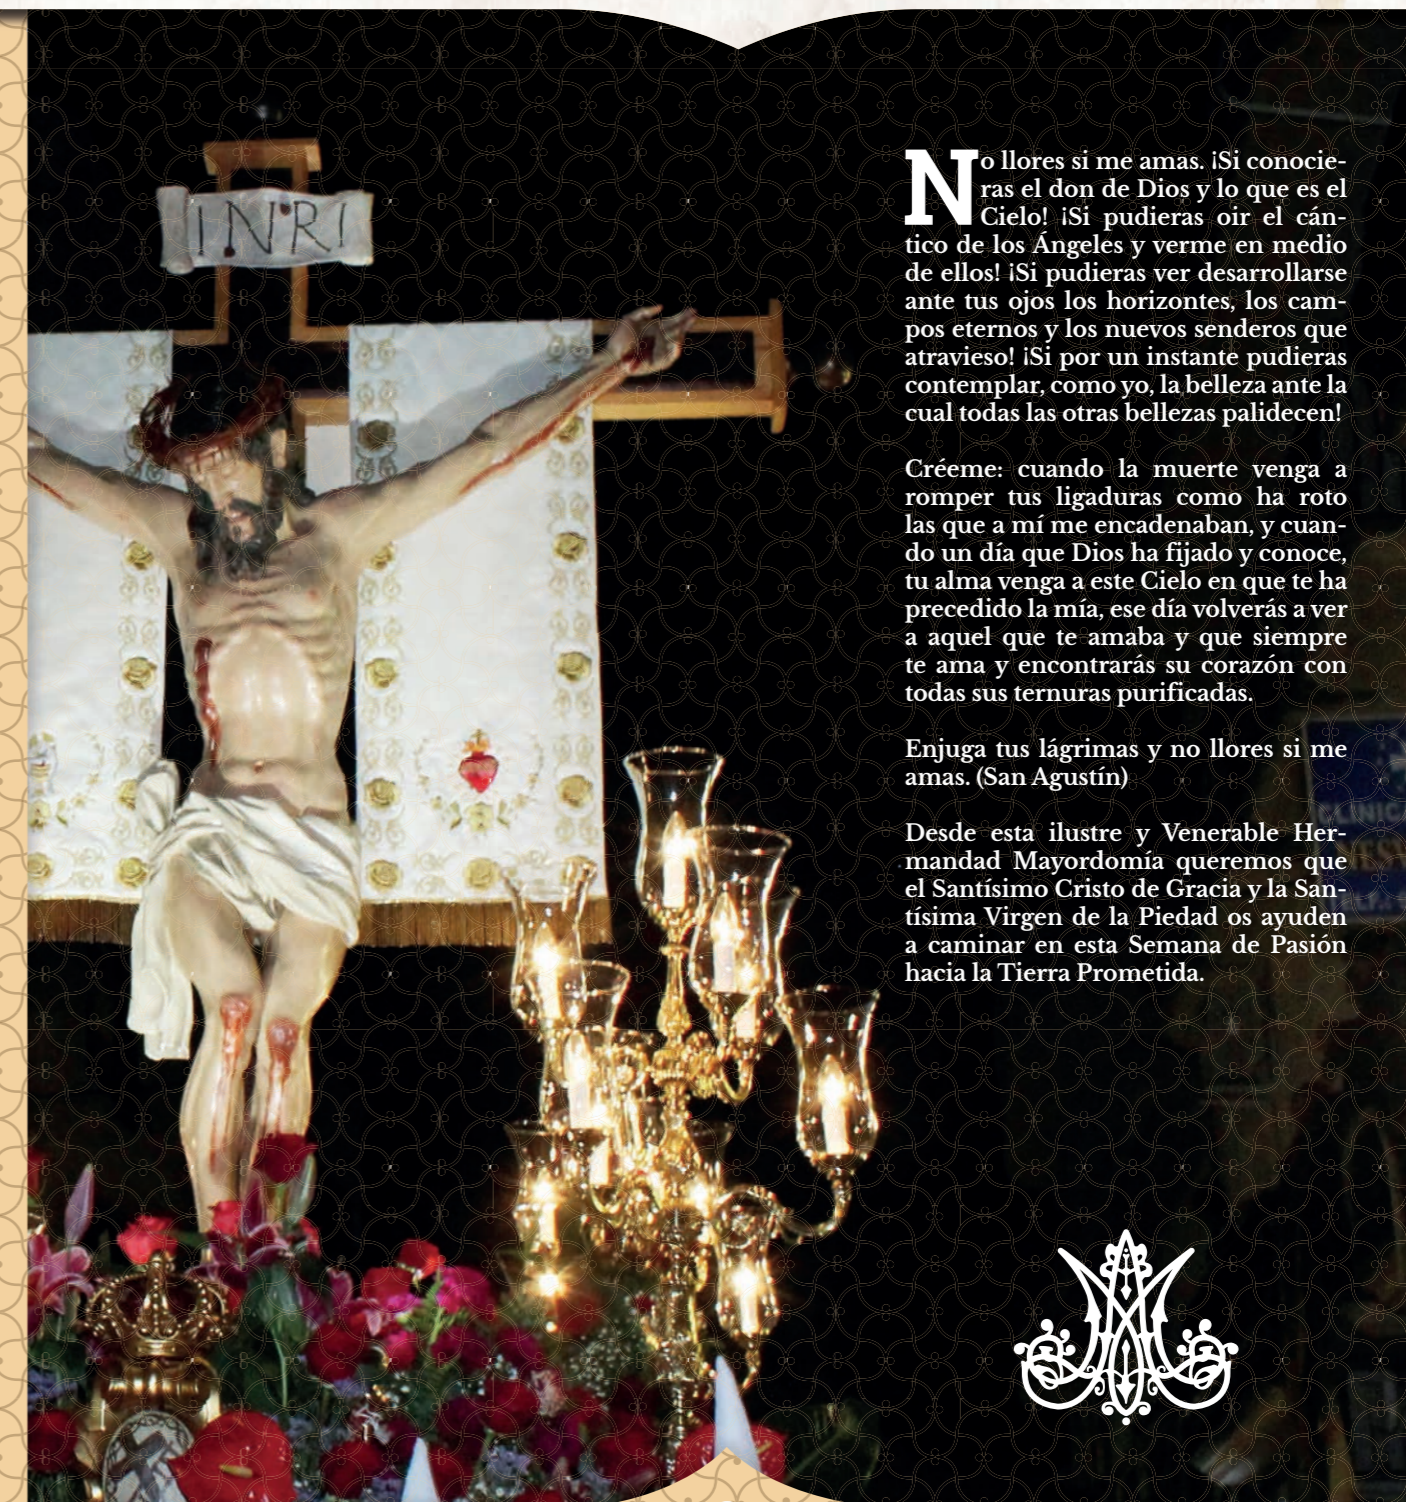 INRI
No llores si me amas. ¡Si conocie-
ras el don de Dios y lo que es el
Cielo! ¡Si pudieras oir el cán-
tico de los Ángeles y verme en medio
de ellos! ¡Si pudieras ver desarrollarse
ante tus ojos los horizontes, los cam-
pos eternos y los nuevos senderos que
atravieso! ¡Si por un instante pudieras
contemplar, como yo, la belleza ante la
cual todas las otras bellezas palidecen!
Créeme: cuando la muerte venga a
romper tus ligaduras como ha roto
las que a mí me encadenaban, y cuan-
do un día que Dios ha fijado y conoce,
tu alma venga a este Cielo en que te ha
precedido la mía, ese día volverás a ver
a aquel que te amaba y que siempre
te ama y encontrarás su corazón con
todas sus ternuras purificadas.
Enjuga tus lágrimas y no llores si me
amas. (San Agustín)
Desde esta ilustre y Venerable Her-
mandad Mayordomía queremos que
el Santísimo Cristo de Gracia y la San-
tísima Virgen de la Piedad os ayuden
a caminar en esta Semana de Pasión
hacia la Tierra Prometida.